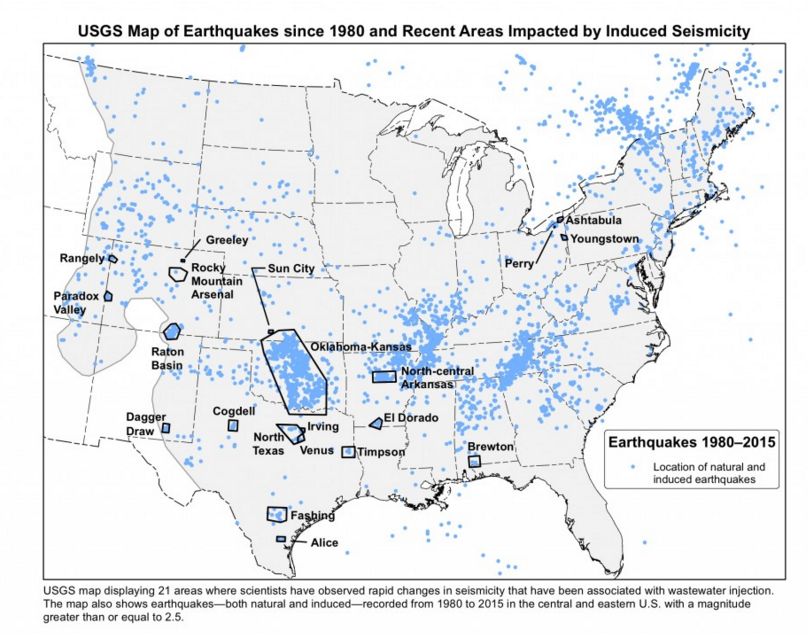 USGS Map of Earthquakes since 1980 and Recent Areas Impacted by Induced Seismicity
Ashtabula
Youngstown
Perry
Greeley
Rangely
Rocky
Mountain
Arsenal
Sun City
Paradox
Valley
Raton
Basin
Oklahoma-Kansas
North-central
Arkansas
Dagger
Draw
Cogdell
El Dorado
Irving
North
Texas
Venus
Timpson
Brewton
Fashing
Alice
Earthquakes 1980–2015
Location of natural and
induced earthquakes
USGS map displaying 21 areas where scientists have observed rapid changes in seismicity that have been associated with wastewater injection.
The map also shows earthquakes—both natural and induced—recorded from 1980 to 2015 in the central and eastern U.S. with a magnitude
greater than or equal to 2.5.